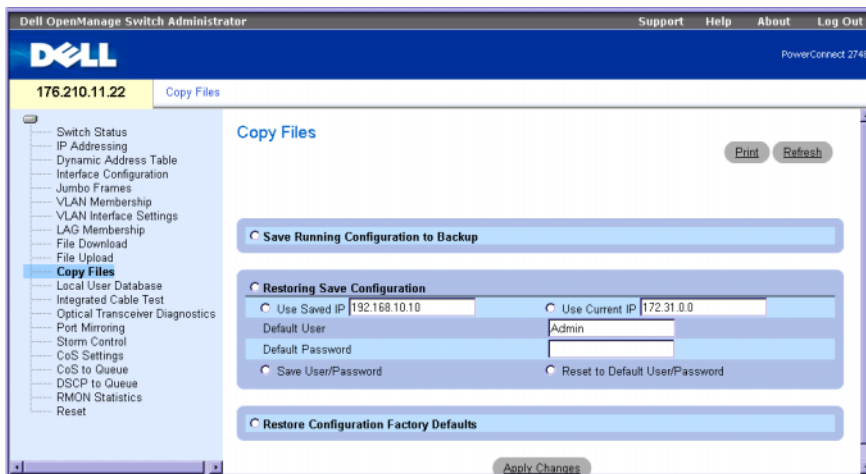 Dell OpenManage Switch Administrator Support Help About Log Out
DELL
PowerConnect 2748
176.210.11.22 Copy Files
Switch Status
IP Addressing
Dynamic Address Table
Interface Configuration
Jumbo Frames
VLAN Membership
VLAN Interface Settings
LAG Membership
File Download
File Upload
Copy Files
Local User Database
Integrated Cable Test
Optical Transceiver Diagnostics
Port Mirroring
Storm Control
CoS Settings
CoS to Queue
DSCP to Queue
RMON Statistics
Reset
Copy Files
Print Refresh
Save Running Configuration to Backup
Restoring Save Configuration
Use Saved IP 192.168.10.10 Use Current IP 172.31.0.0
Default User Admin
Default Password
Save User/Password Reset to Default User/Password
Restore Configuration Factory Defaults
Apply Changes